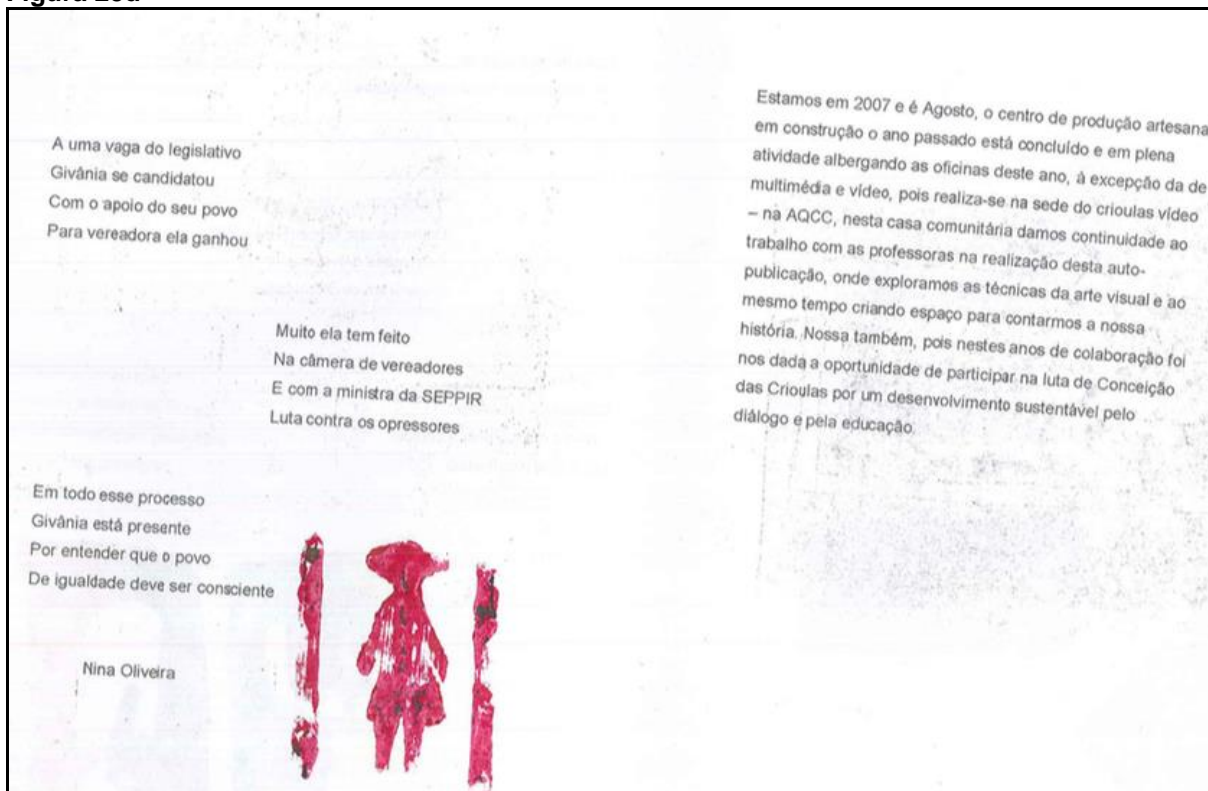 A uma vaga do legislativo
Givânia se candidatou
Com o apoio do seu povo
Para vereadora ela ganhou
Muito ela tem feito
Na câmera de vereadores
E com a ministra da SEPPIR
Luta contra os opressores
Em todo esse processo
Givânia está presente
Por entender que o povo
De igualdade deve ser consciente
Nina Oliveira
Estamos em 2007 e é Agosto, o centro de produção artesana
em construção o ano passado está concluído e em plena
atividade albergando as oficinas deste ano, à excepção da de
multimédia e vídeo, pois realiza-se na sede do crioulas vídeo
– na AQCC, nesta casa comunitária damos continuidade ao
trabalho com as professoras na realização desta auto-
publicação, onde exploramos as técnicas da arte visual e ao
mesmo tempo criando espaço para contarmos a nossa
história. Nossa também, pois nestes anos de colaboração foi
nos dada a oportunidade de participar na luta de Conceição
das Crioulas por um desenvolvimento sustentável pelo
diálogo e pela educação.